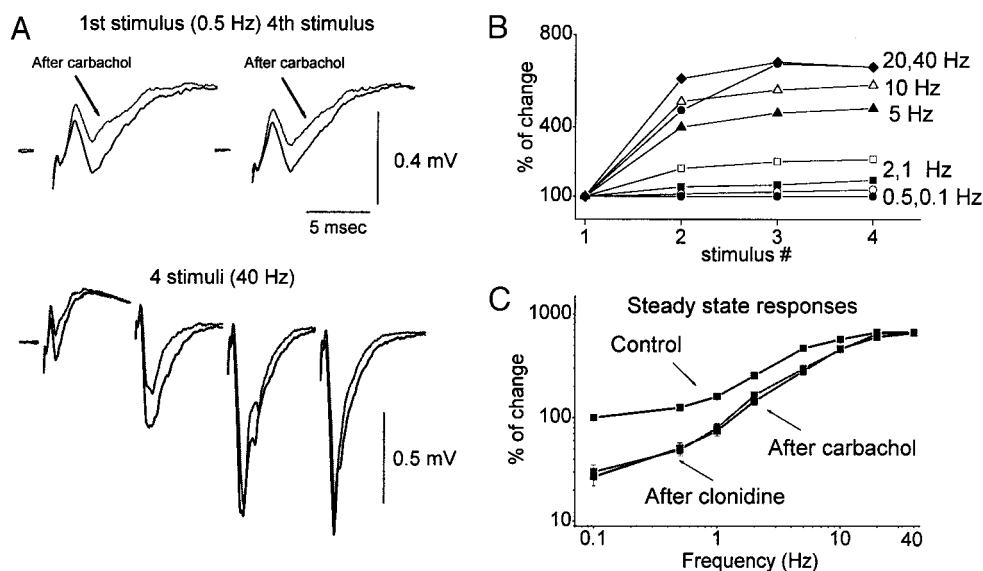 A
1st stimulus (0.5 Hz) 4th stimulus
After carbachol
After carbachol
0.4 mV
5 msec
4 stimuli (40 Hz)
0.5 mV
B
800
400
100
% of change
1 2 3 4
stimulus #
20,40 Hz
10 Hz
5 Hz
2,1 Hz
0.5,0.1 Hz
C
Steady state responses
1000
100
10
% of change
Control
After carbachol
After clonidine
0.1 1 10 40
Frequency (Hz)